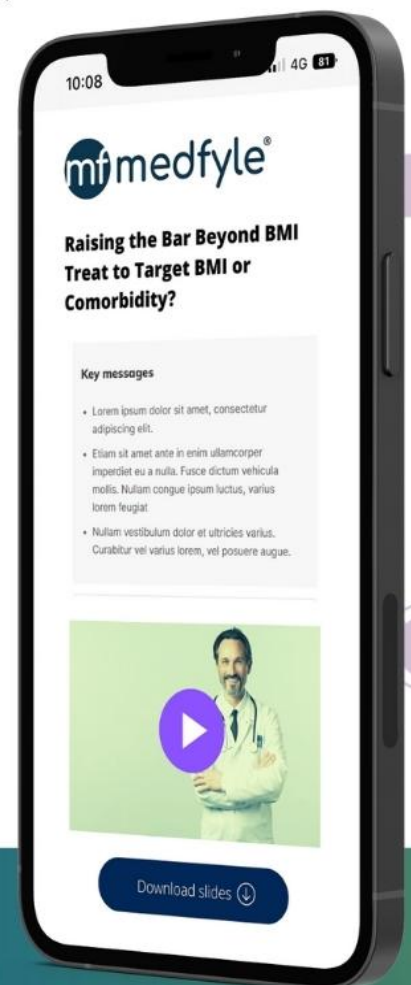 10:08
4G 81
mf medfyle®
Raising the Bar Beyond BMI
Treat to Target BMI or
Comorbidity?
Key messages
• Lorem ipsum dolor sit amet, consectetur
adipiscing elit.
• Etiam sit amet ante in enim ullamcorper
imperdiet eu a nulla. Fusce dictum vehicula
mollis. Nullam congue ipsum luctus, varius
lorem feugiat
• Nullam vestibulum dolor et ultricies varius.
Curabitur vel varius lorem, vel posuere augue.
Download slides